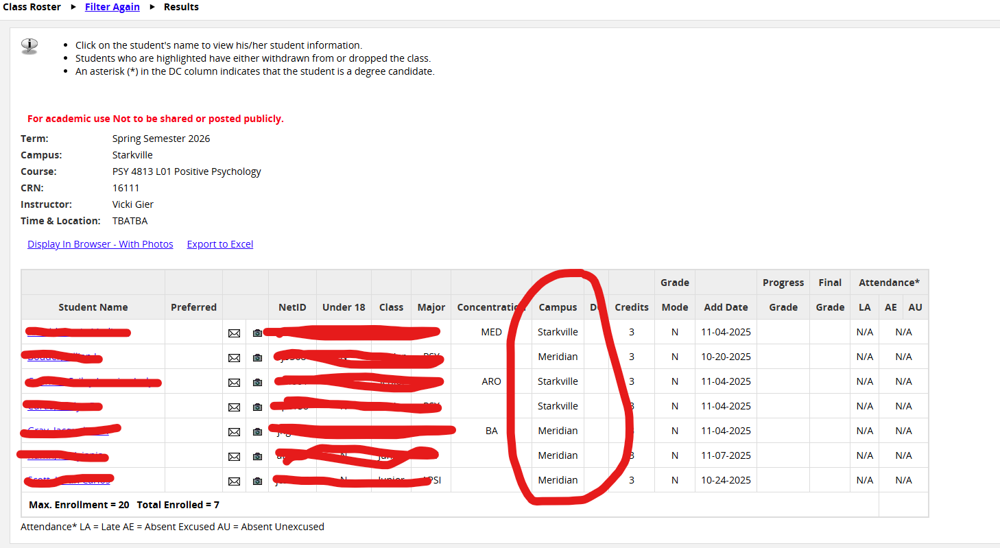 Class Roster ▸ Filter Again ▸ Results
Click on the student's name to view his/her student information.
Students who are highlighted have either withdrawn from or dropped the class.
An asterisk (*) in the DC column indicates that the student is a degree candidate.
For academic use Not to be shared or posted publicly.
Term: Spring Semester 2026
Campus: Starkville
Course: PSY 4813 L01 Positive Psychology
CRN: 16111
Instructor: Vicki Gier
Time & Location: TBATBA
Display In Browser - With Photos Export to Excel
Grade Progress Final Attendance*
Student Name Preferred NetID Under 18 Class Major Concentration Campus Credits Mode Add Date Grade Grade LA AE AU
MED Starkville 3 N 11-04-2025 N/A N/A
Meridian 3 N 10-20-2025 N/A N/A
ARO Starkville 3 N 11-04-2025 N/A N/A
Starkville 3 N 11-04-2025 N/A N/A
BA Meridian N 11-04-2025 N/A N/A
Meridian 3 N 11-07-2025 N/A N/A
Meridian 3 N 10-24-2025 N/A N/A
Max. Enrollment = 20 Total Enrolled = 7
Attendance* LA = Late AE = Absent Excused AU = Absent Unexcused